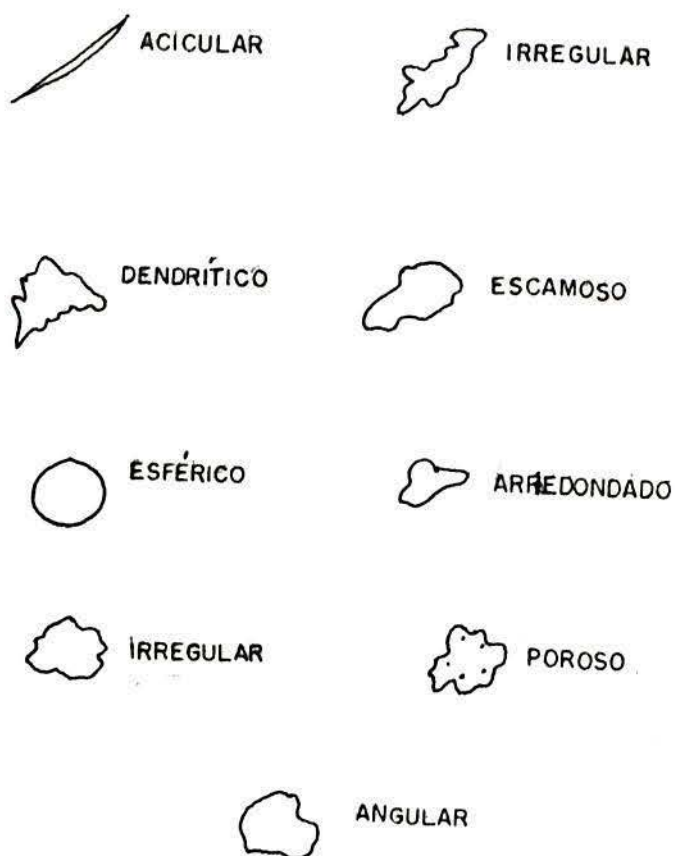 ACICULAR
IRREGULAR
DENDRÍTICO
ESCAMOSO
ESFÉRICO
ARREDONDADO
IRREGULAR
POROSO
ANGULAR